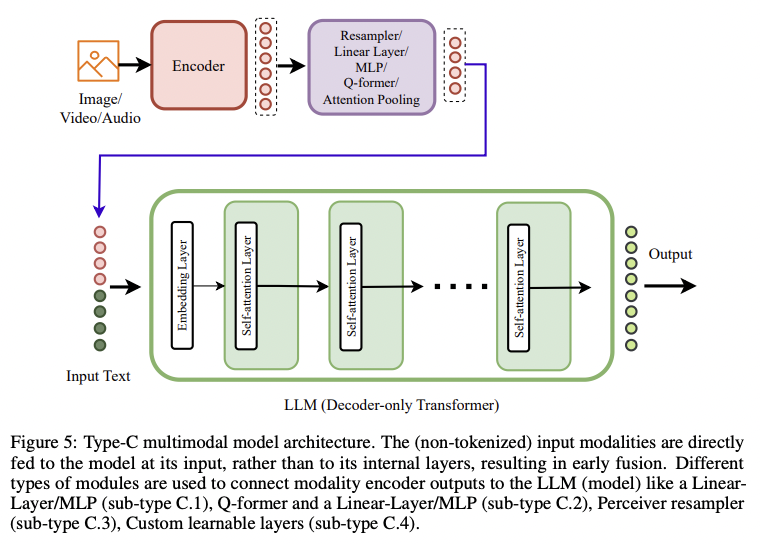 Image/
Video/Audio
Encoder
Resampler/
Linear Layer/
MLP/
Q-former/
Attention Pooling
Input Text
Embedding Layer
Self-attention Layer
Self-attention Layer
Self-attention Layer
Output
LLM (Decoder-only Transformer)
Figure 5: Type-C multimodal model architecture. The (non-tokenized) input modalities are directly
fed to the model at its input, rather than to its internal layers, resulting in early fusion. Different
types of modules are used to connect modality encoder outputs to the LLM (model) like a Linear-
Layer/MLP (sub-type C.1), Q-former and a Linear-Layer/MLP (sub-type C.2), Perceiver resampler
(sub-type C.3), Custom learnable layers (sub-type C.4).